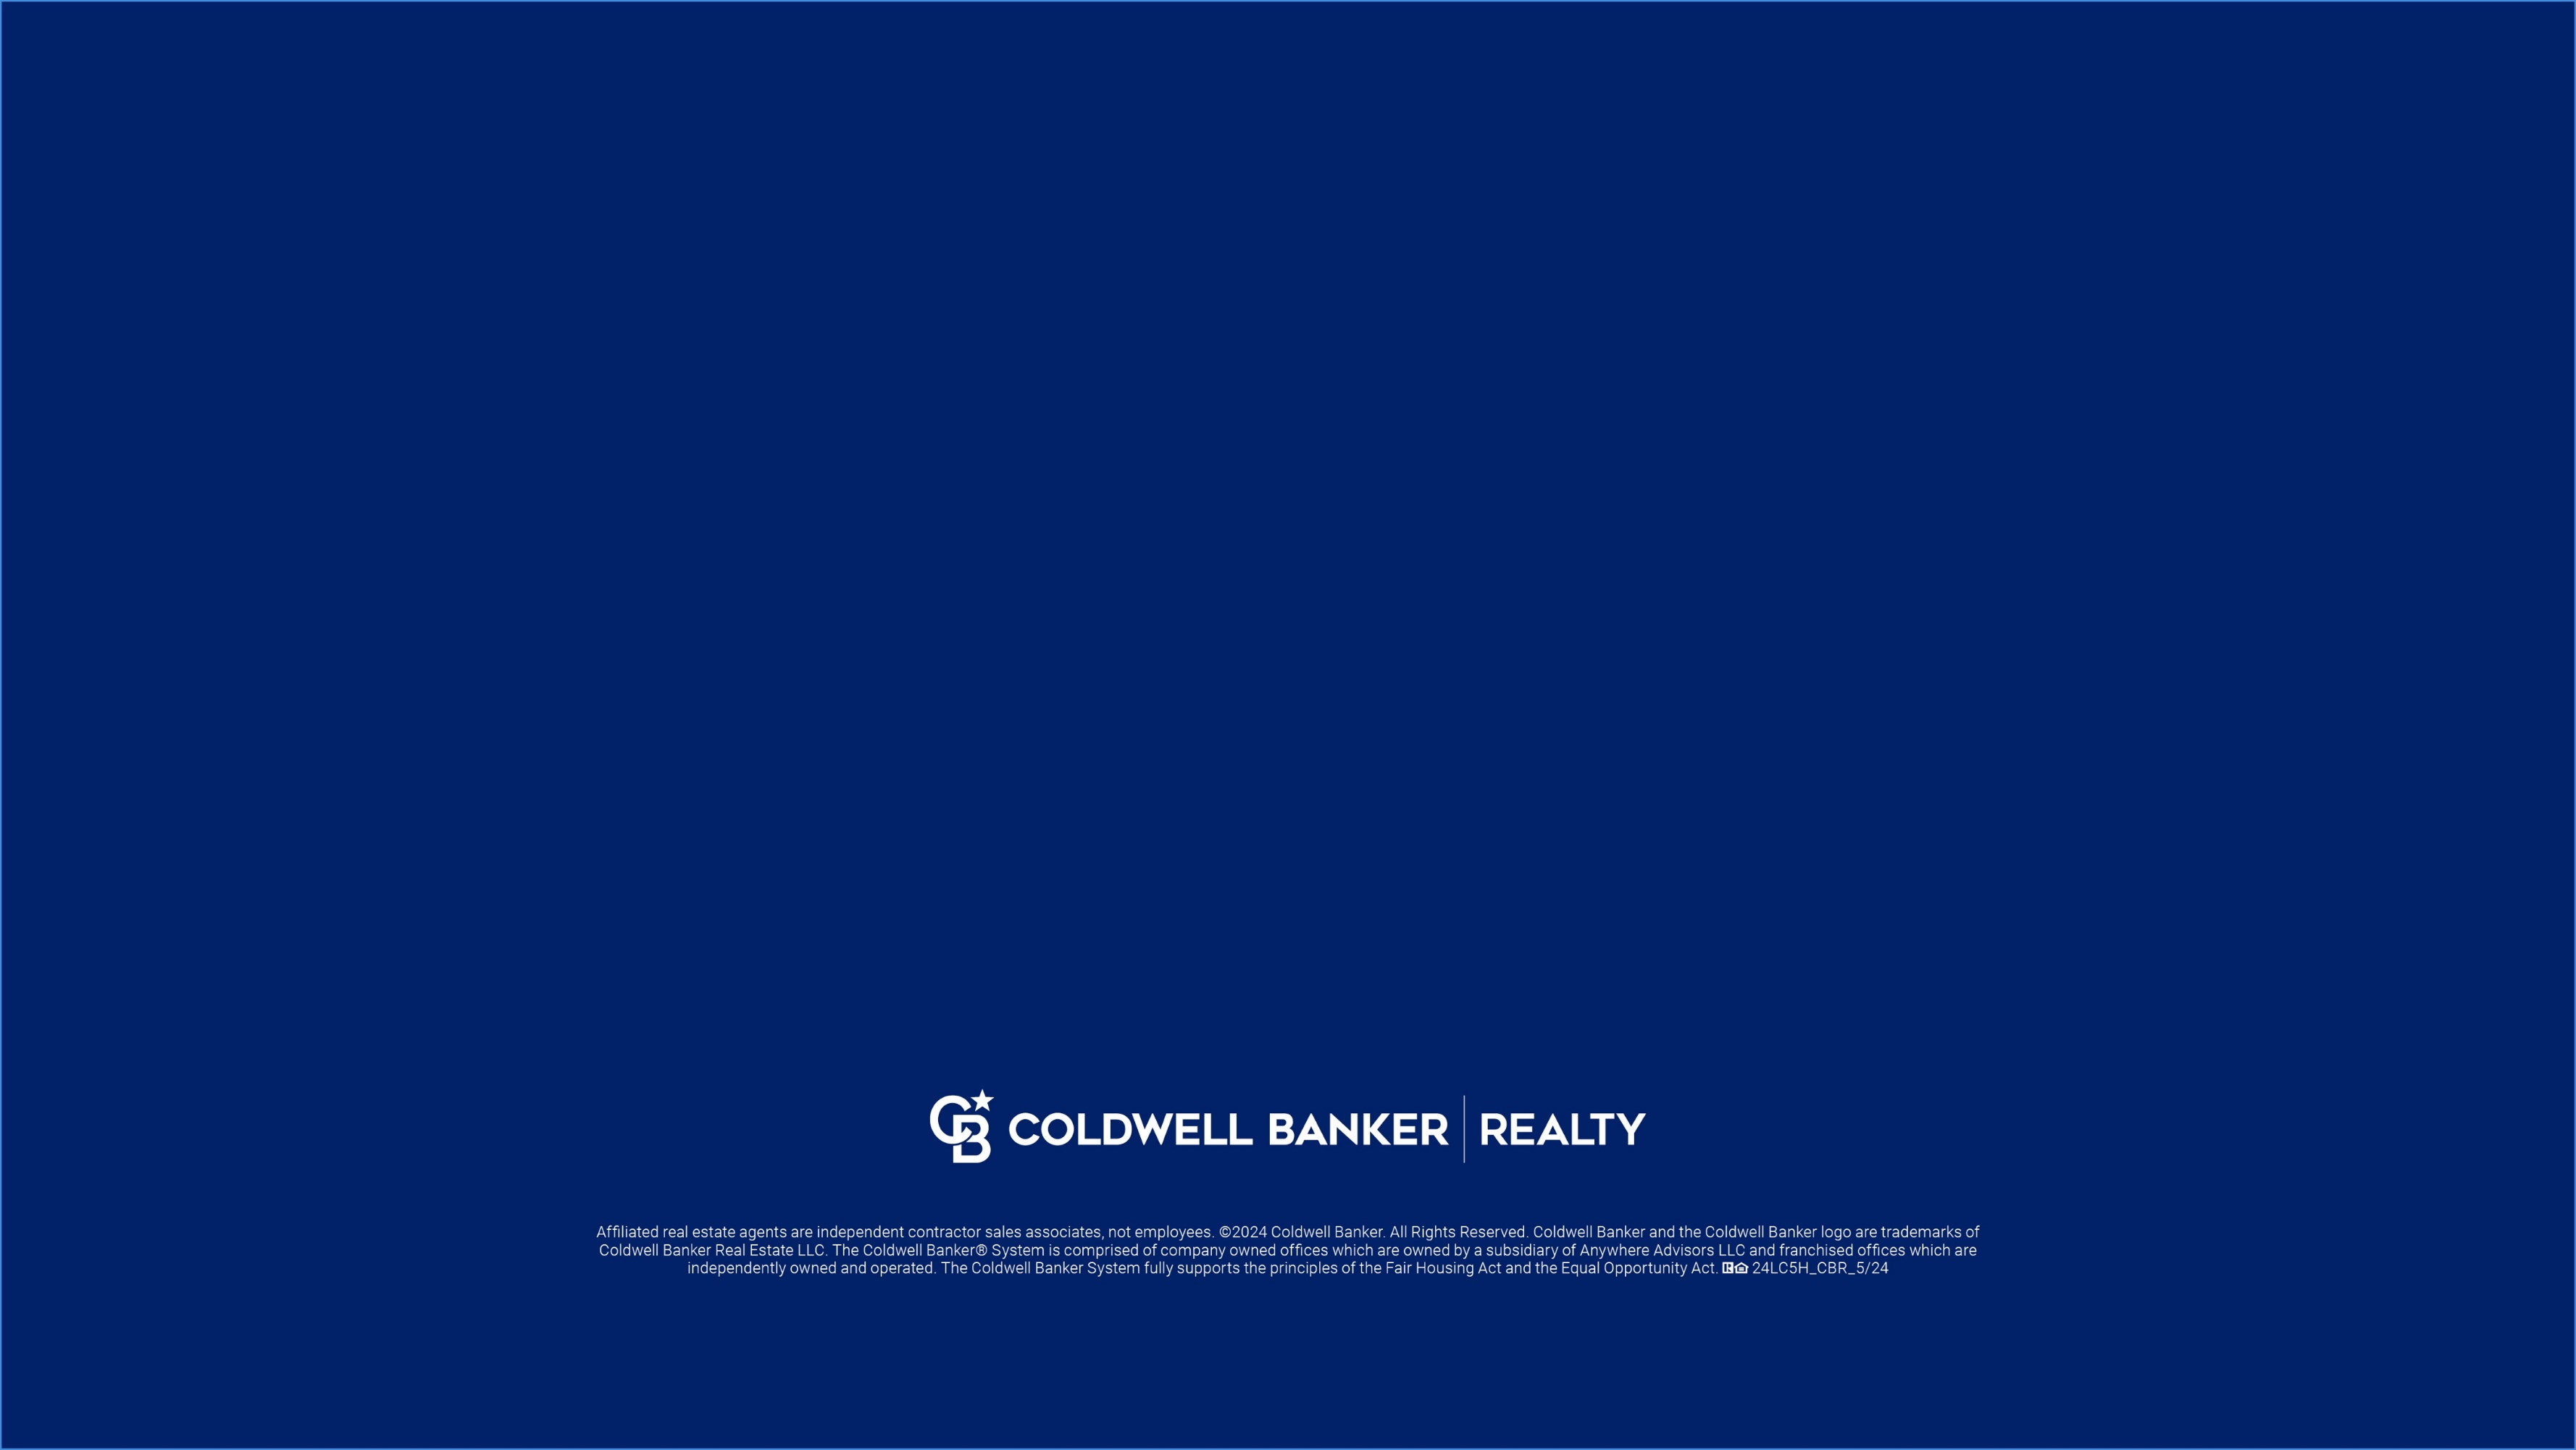 CB COLDWELL BANKER REALTY
Affiliated real estate agents are independent contractor sales associates, not employees. ©2024 Coldwell Banker. All Rights Reserved. Coldwell Banker and the Coldwell Banker logo are trademarks of
Coldwell Banker Real Estate LLC. The Coldwell Banker® System is comprised of company owned offices which are owned by a subsidiary of Anywhere Advisors LLC and franchised offices which are
independently owned and operated. The Coldwell Banker System fully supports the principles of the Fair Housing Act and the Equal Opportunity Act. 24LC5H_CBR_5/24